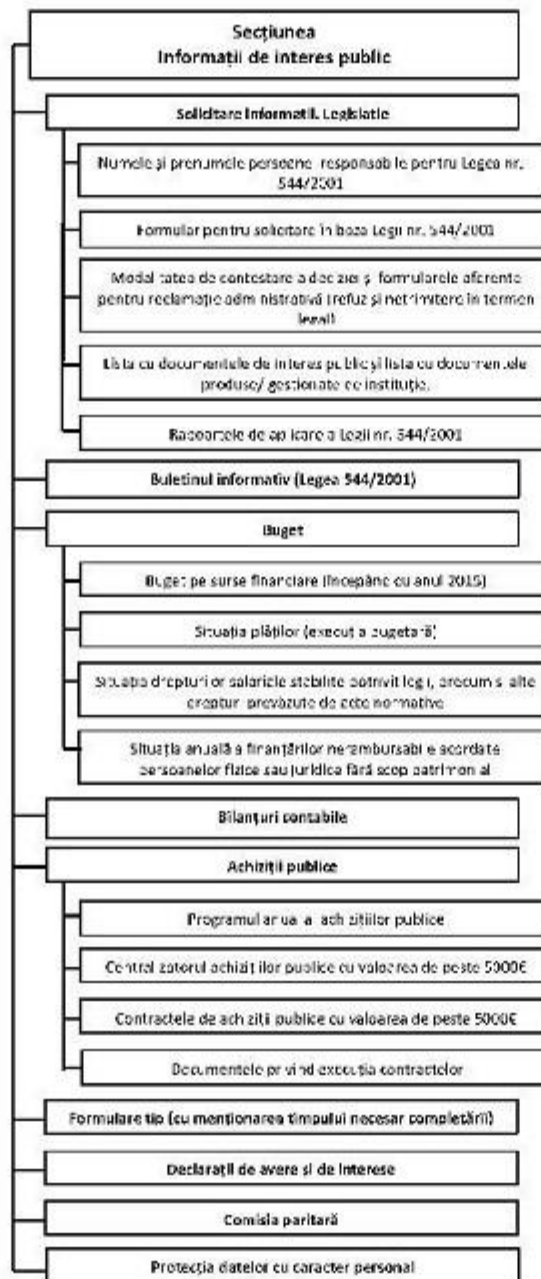 Secțiunea
Informații de interes public
Solicitare informatii. Legislatie
Numele și prenumele persoanei responsabile pentru Legea nr.
544/2001
Formular pentru solicitare în baza Legii nr. 544/2001
Modalitatea de contestare a deciziei și formularele aferente
pentru reclamație administrativă (refuz și netrimitere în termen
legal)
Lista cu documentele de interes public și lista cu documentele
produse/ gestionate de instituție.
Rapoartele de aplicare a Legii nr. 544/2001
Buletinul informativ (Legea 544/2001)
Buget
Buget pe surse financiare (începând cu anul 2015)
Situația plăților (execuția bugetară)
Situația drepturilor salariale stabilite potrivit legii, precum și alte
drepturi prevăzute de acte normative
Situația anuală a finanțărilor nerambursabile acordate
persoanelor fizice sau juridice fără scop patrimonial
Bilanțuri contabile
Achiziții publice
Programul anual al achizițiilor publice
Centralizatorul achizițiilor publice cu valoarea de peste 5000€
Contractele de achiziții publice cu valoarea de peste 5000€
Documentele privind execuția contractelor
Formulare tip (cu menționarea timpului necesar completării)
Declarații de avere și de interese
Comisia paritară
Protecția datelor cu caracter personal